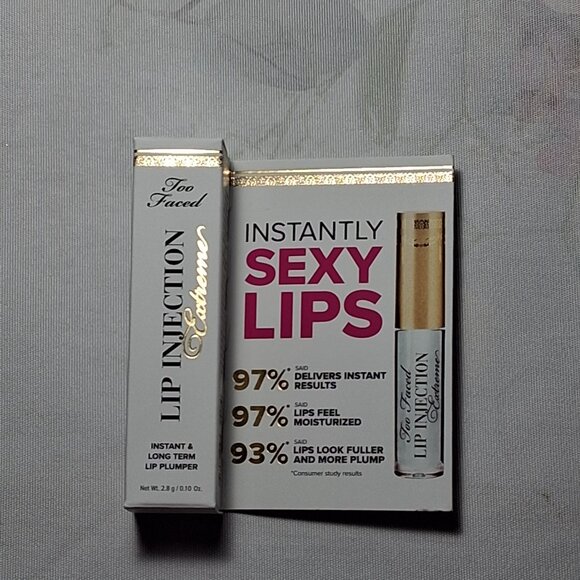 Too
Faced
LIP INJECTION
Extreme
INSTANT &
LONG TERM
LIP PLUMPER
Net Wt. 2.8 g / 0.10 Oz.
INSTANTLY
SEXY
LIPS
97%* SAID
DELIVERS INSTANT
RESULTS
97%* SAID
LIPS FEEL
MOISTURIZED
93%* SAID
LIPS LOOK FULLER
AND MORE PLUMP
*Consumer study results
Too Faced
LIP INJECTION
Extreme